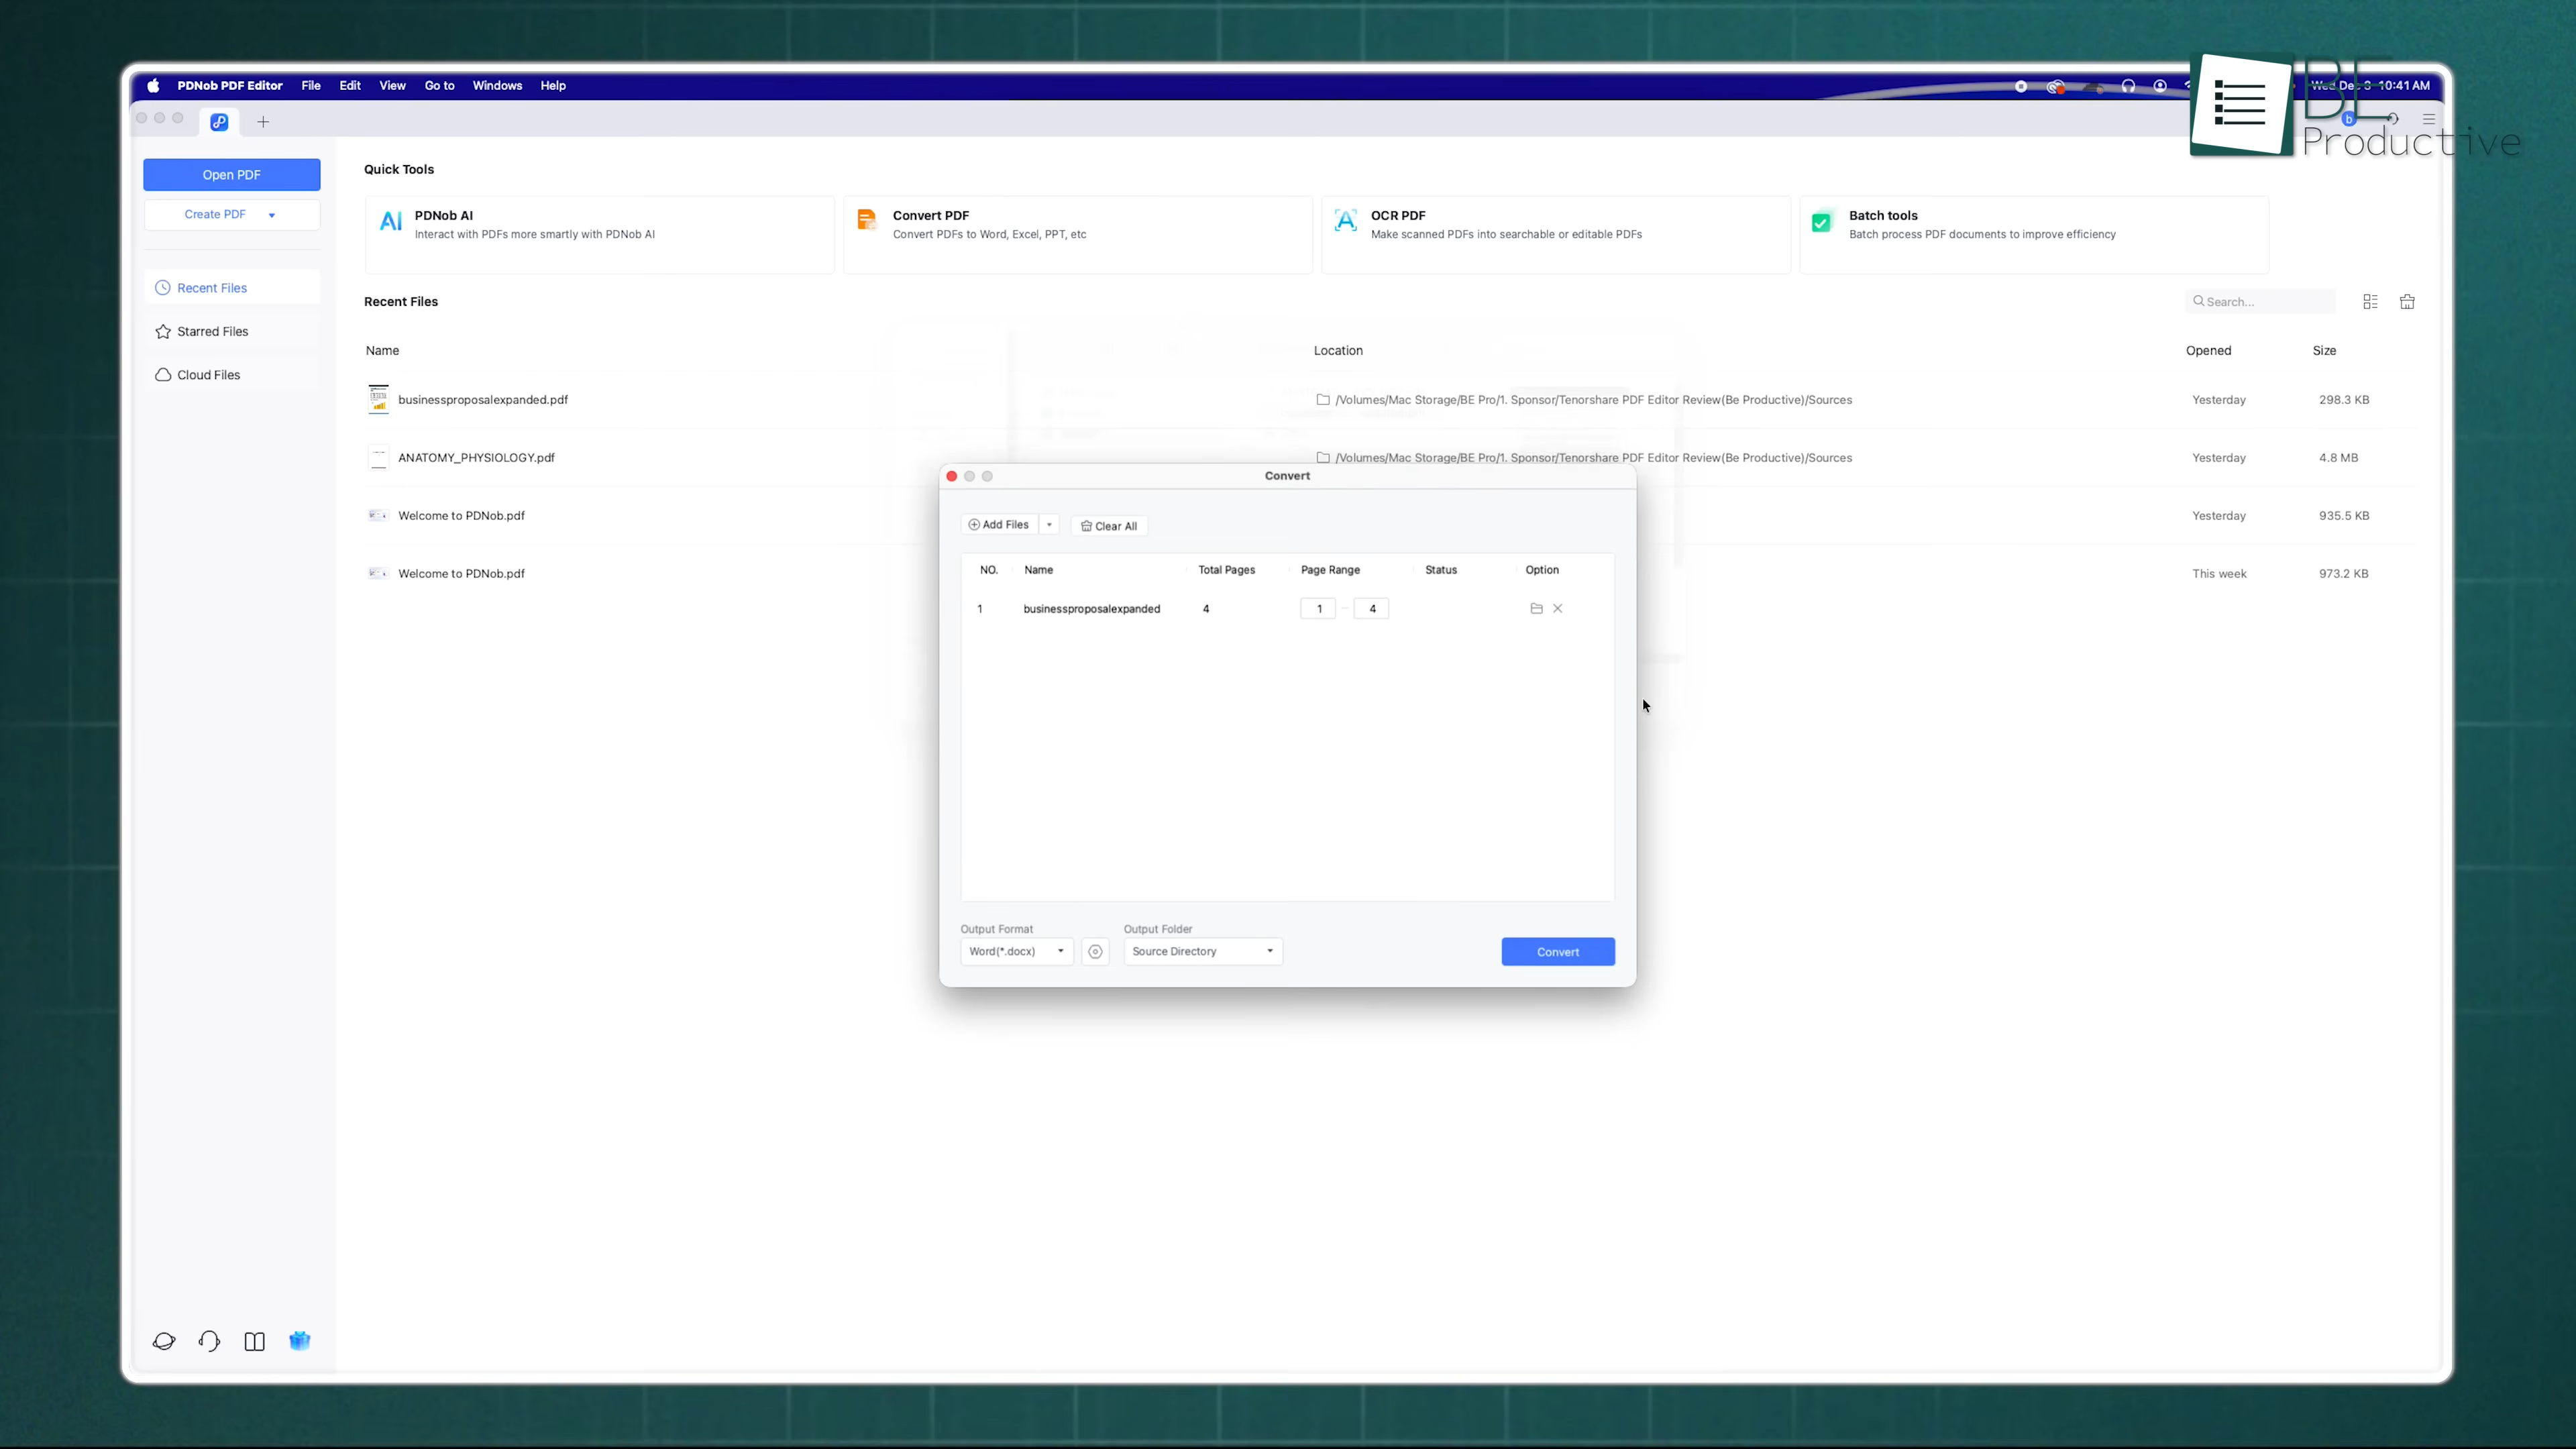 PDNob PDF Editor File Edit View Go to Windows Help
10:41 AM
BE
Productive
Open PDF
Create PDF
Recent Files
Starred Files
Cloud Files
Quick Tools
PDNob AI
Interact with PDFs more smartly with PDNob AI
Convert PDF
Convert PDFs to Word, Excel, PPT, etc
OCR PDF
Make scanned PDFs into searchable or editable PDFs
Batch tools
Batch process PDF documents to improve efficiency
Recent Files
Search...
Name Location Opened Size
businessproposalexpanded.pdf /Volumes/Mac Storage/BE Pro/1. Sponsor/Tenorshare PDF Editor Review(Be Productive)/Sources Yesterday 298.3 KB
ANATOMY_PHYSIOLOGY.pdf /Volumes/Mac Storage/BE Pro/1. Sponsor/Tenorshare PDF Editor Review(Be Productive)/Sources Yesterday 4.8 MB
Welcome to PDNob.pdf Yesterday 935.5 KB
Welcome to PDNob.pdf This week 973.2 KB
Convert
Add Files Clear All
NO. Name Total Pages Page Range Status Option
1 businessproposalexpanded 4 1 - 4
Output Format Output Folder
Word(*.docx) Source Directory Convert